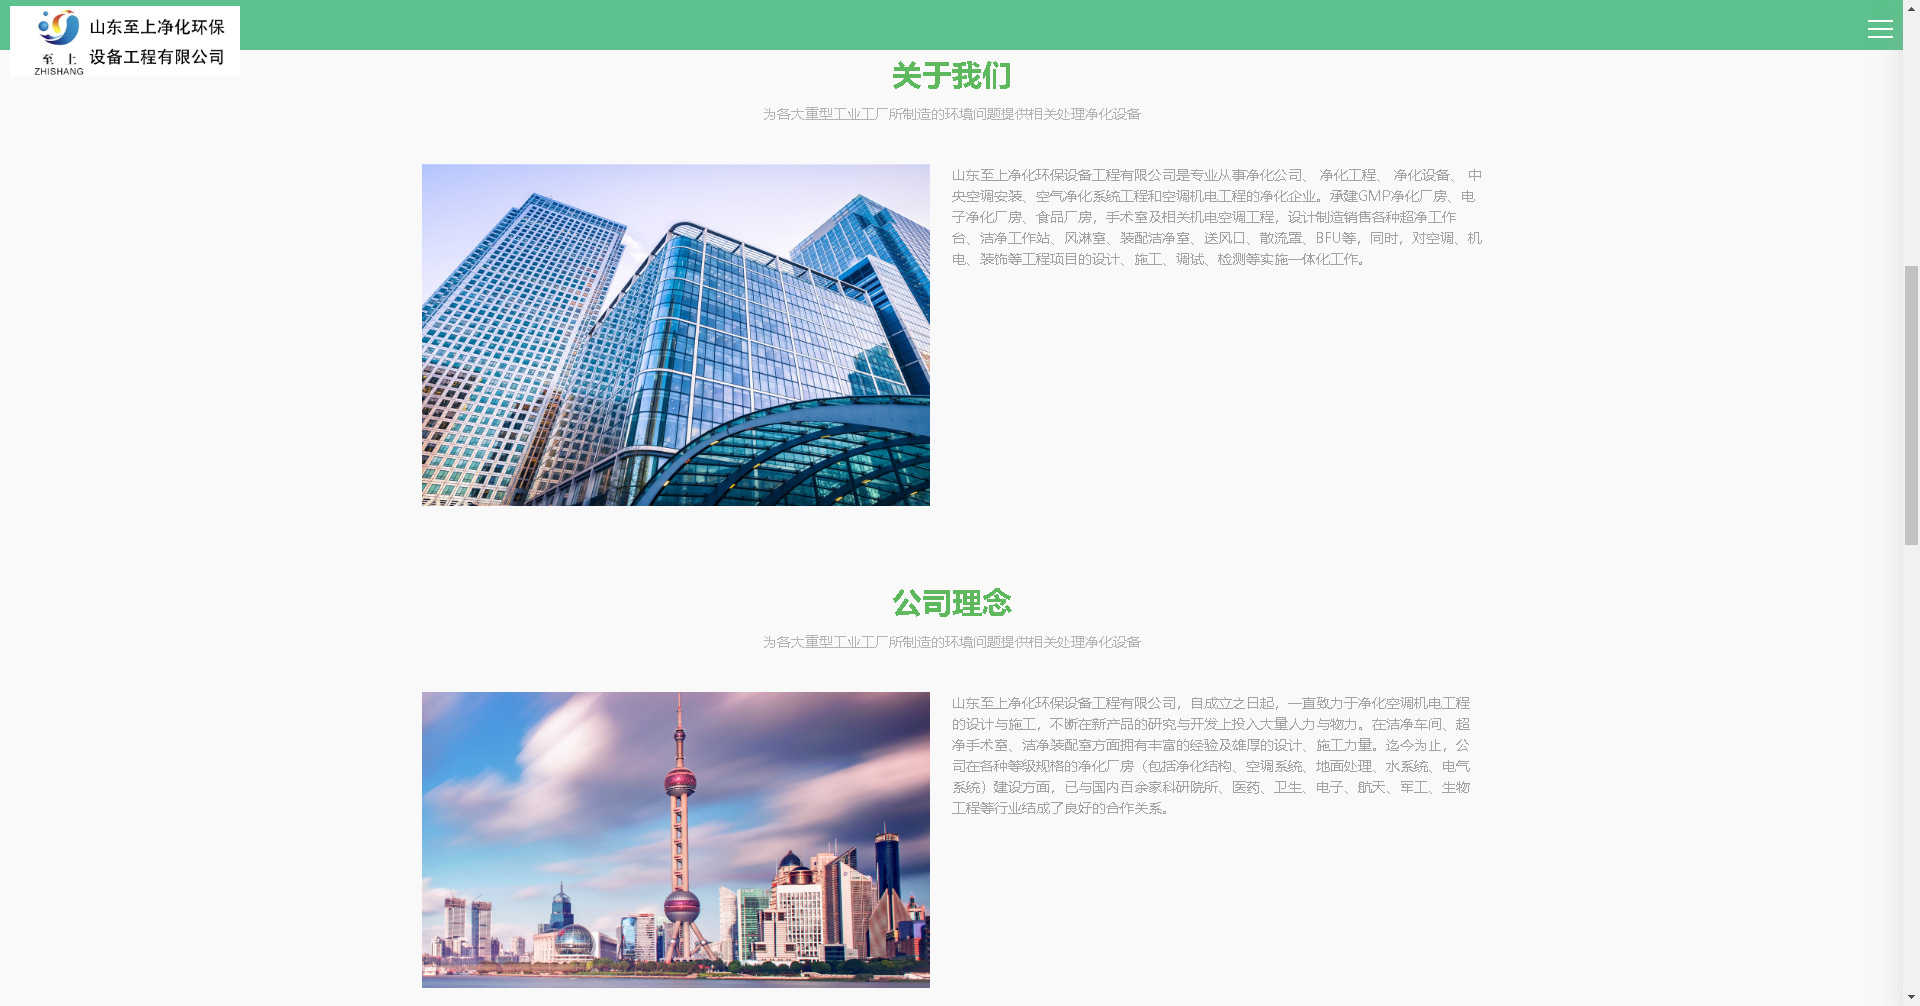 山东至上净化环保
设备工程有限公司
至 上
ZHISHANG
关于我们
为各大重型工业工厂所制造的环境问题提供相关处理净化设备
山东至上净化环保设备工程有限公司是专业从事净化公司、 净化工程、 净化设备、 中
央空调安装、空气净化系统工程和空调机电工程的净化企业。承建GMP净化厂房、电
子净化厂房、食品厂房，手术室及相关机电空调工程，设计制造销售各种超净工作
台、洁净工作站、风淋室、装配洁净室、送风口、散流罩、BFU等，同时，对空调、机
电、装饰等工程项目的设计、施工、调试、检测等实施一体化工作。
公司理念
为各大重型工业工厂所制造的环境问题提供相关处理净化设备
山东至上净化环保设备工程有限公司，自成立之日起，一直致力于净化空调机电工程
的设计与施工，不断在新产品的研究与开发上投入大量人力与物力。在洁净车间、超
净手术室、洁净装配室方面拥有丰富的经验及雄厚的设计、施工力量。迄今为止，公
司在各种等级规格的净化厂房（包括净化结构、空调系统、地面处理、水系统、电气
系统）建设方面，已与国内百余家科研院所、医药、卫生、电子、航天、军工、生物
工程等行业结成了良好的合作关系。